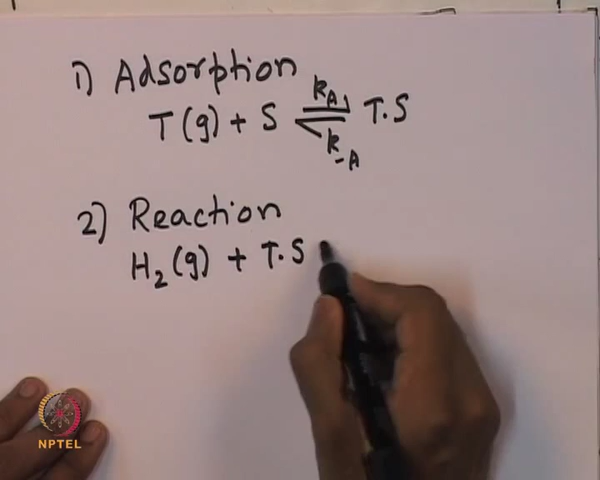 1) Adsorption
T(g) + S ⇌ T.S
k_A
k_-A
2) Reaction
H₂(g) + T.S
NPTEL